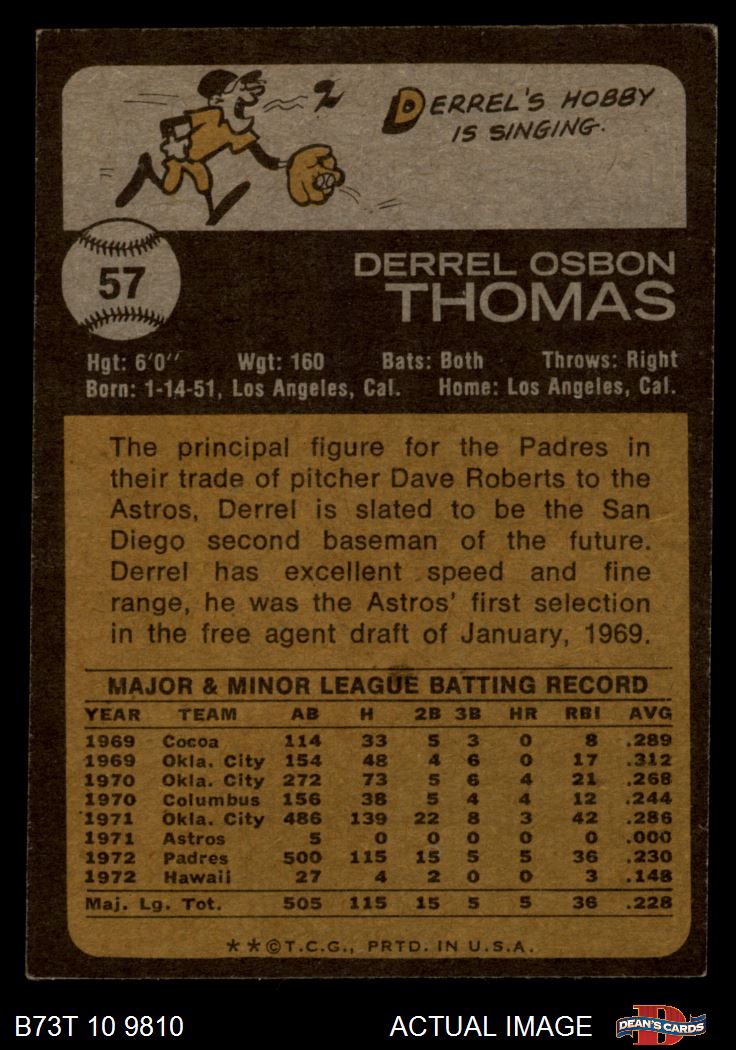 DERREL'S HOBBY
IS SINGING.
57
DERREL OSBON
THOMAS
Hgt: 6'0" Wgt: 160 Bats: Both Throws: Right
Born: 1-14-51, Los Angeles, Cal. Home: Los Angeles, Cal.
The principal figure for the Padres in
their trade of pitcher Dave Roberts to the
Astros, Derrel is slated to be the San
Diego second baseman of the future.
Derrel has excellent speed and fine
range, he was the Astros' first selection
in the free agent draft of January, 1969.
MAJOR & MINOR LEAGUE BATTING RECORD
YEAR TEAM AB H 2B 3B HR RBI AVG
1969 Cocoa 114 33 5 3 0 8 .289
1969 Okla. City 154 48 4 6 0 17 .312
1970 Okla. City 272 73 5 6 4 21 .268
1970 Columbus 156 38 5 4 4 12 .244
1971 Okla. City 486 139 22 8 3 42 .286
1971 Astros 5 0 0 0 0 0 .000
1972 Padres 500 115 15 5 5 36 .230
1972 Hawaii 27 4 2 0 0 3 .148
Maj. Lg. Tot. 505 115 15 5 5 36 .228
**©T.C.G., PRTD. IN U.S.A.
B73T 10 9810 ACTUAL IMAGE D DEAN'S CARDS